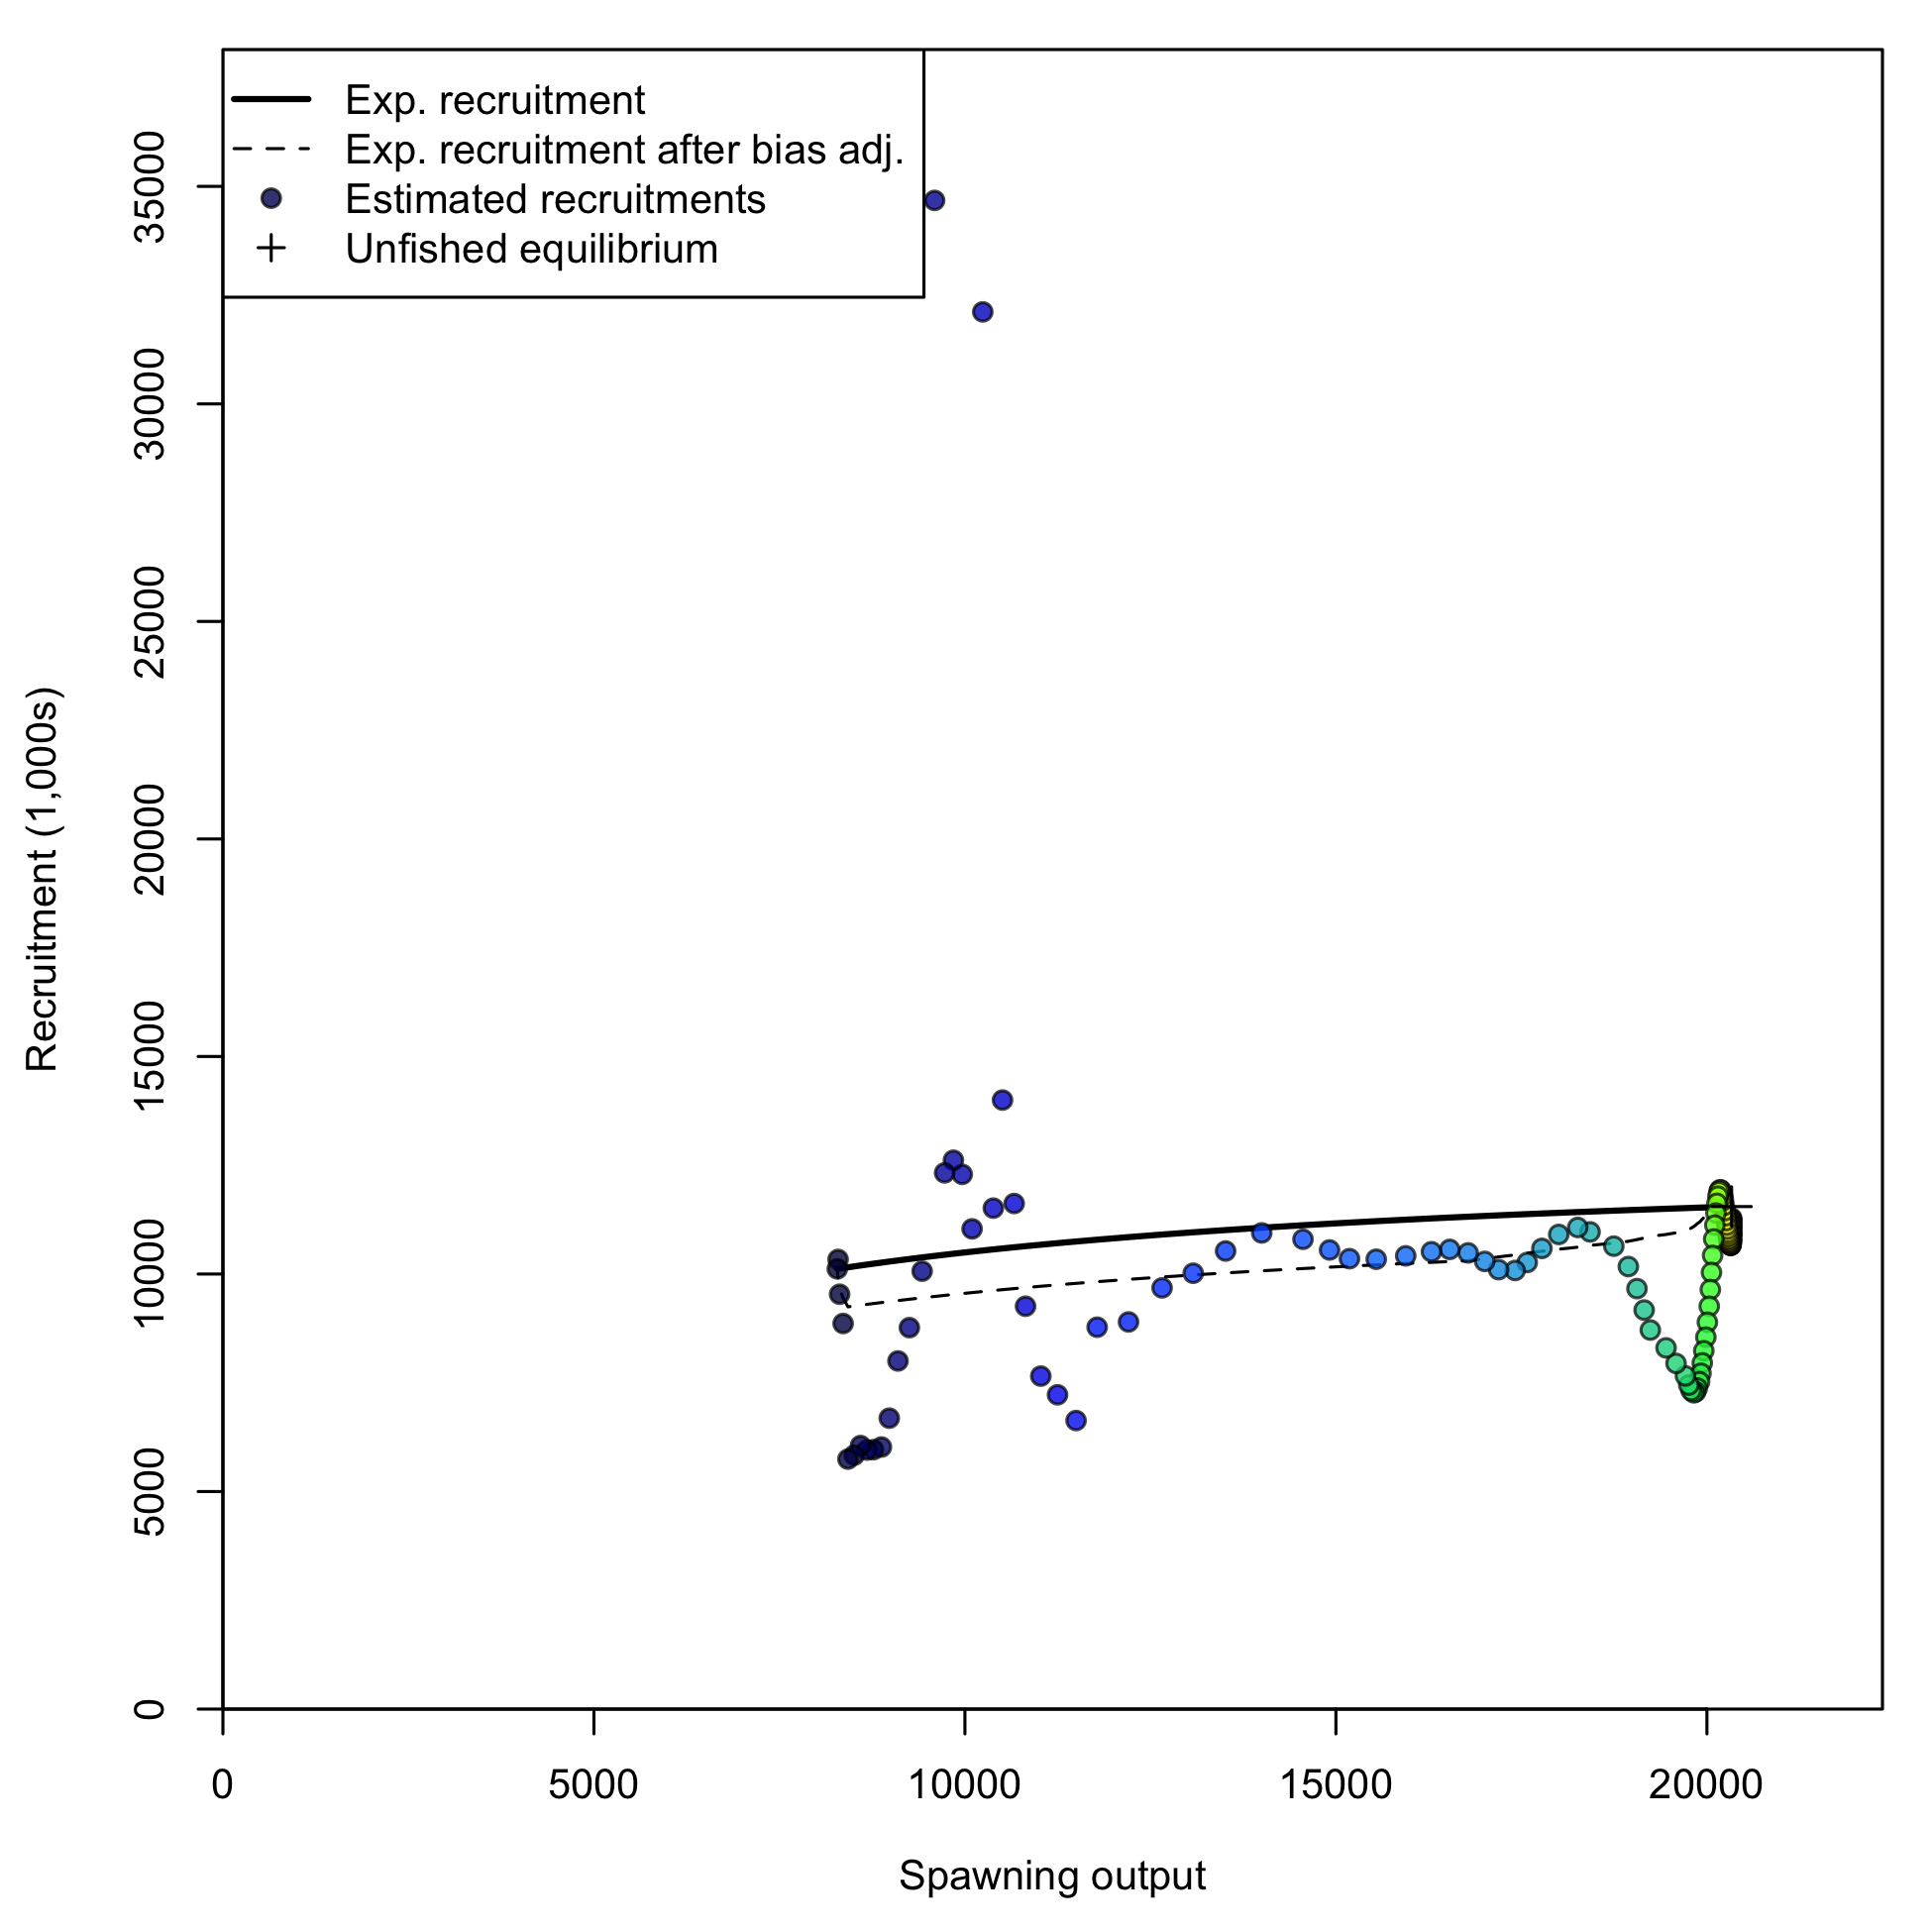 Exp. recruitment
Exp. recruitment after bias adj.
Estimated recruitments
Unfished equilibrium
35000
30000
25000
20000
15000
10000
5000
0
Recruitment (1,000s)
0 5000 10000 15000 20000
Spawning output